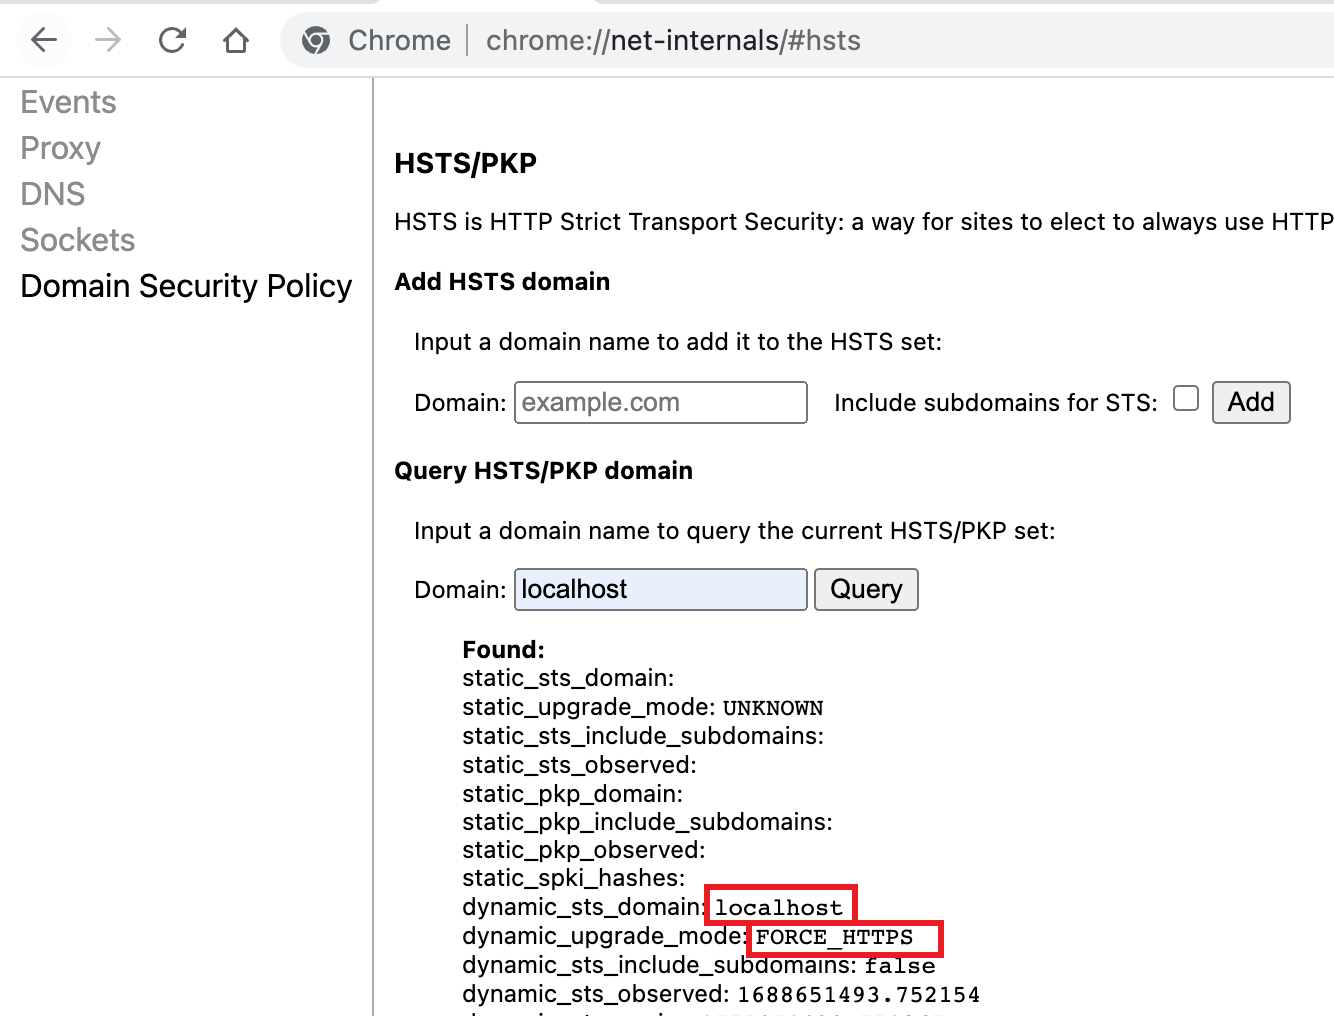 Chrome | chrome://net-internals/#hsts
Events
Proxy
DNS
Sockets
Domain Security Policy
HSTS/PKP
HSTS is HTTP Strict Transport Security: a way for sites to elect to always use HTTP
Add HSTS domain
Input a domain name to add it to the HSTS set:
Domain: example.com Include subdomains for STS: Add
Query HSTS/PKP domain
Input a domain name to query the current HSTS/PKP set:
Domain: localhost Query
Found:
static_sts_domain:
static_upgrade_mode: UNKNOWN
static_sts_include_subdomains:
static_sts_observed:
static_pkp_domain:
static_pkp_include_subdomains:
static_pkp_observed:
static_spki_hashes:
dynamic_sts_domain: localhost
dynamic_upgrade_mode: FORCE_HTTPS
dynamic_sts_include_subdomains: false
dynamic_sts_observed: 1688651493.752154